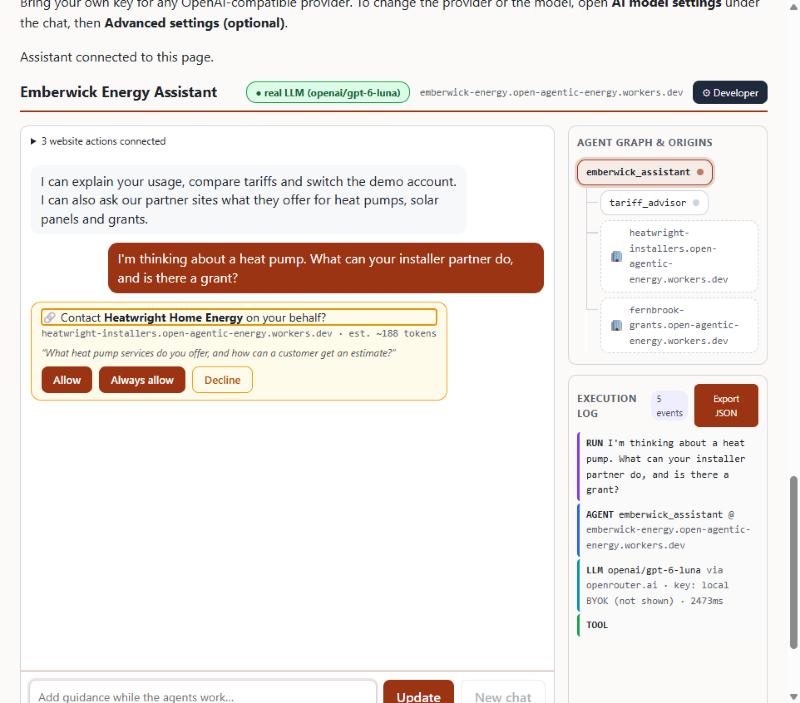 Bring your own key for any OpenAI-compatible provider. To change the provider or the model, open AI model settings under
the chat, then Advanced settings (optional).
Assistant connected to this page.
Emberwick Energy Assistant
● real LLM (openai/gpt-6-luna)
emberwick-energy.open-agentic-energy.workers.dev
⚙ Developer
▶ 3 website actions connected
I can explain your usage, compare tariffs and switch the demo account.
I can also ask our partner sites what they offer for heat pumps, solar
panels and grants.
I'm thinking about a heat pump. What can your installer partner do,
and is there a grant?
🔗 Contact Heatwright Home Energy on your behalf?
heatwright-installers.open-agentic-energy.workers.dev · est. ~188 tokens
"What heat pump services do you offer, and how can a customer get an estimate?"
Allow
Always allow
Decline
Add guidance while the agents work...
Update
New chat
AGENT GRAPH & ORIGINS
emberwick_assistant
tariff_advisor
heatwright-
installers.open-
agentic-
energy.workers.dev
fernbrook-
grants.open-agentic-
energy.workers.dev
EXECUTION
LOG
5
events
Export
JSON
RUN I'm thinking about a heat
pump. What can your installer
partner do, and is there a
grant?
AGENT emberwick_assistant @
emberwick-energy.open-agentic-
energy.workers.dev
LLM openai/gpt-6-luna via
openrouter.ai · key: local
BYOK (not shown) · 2473ms
TOOL